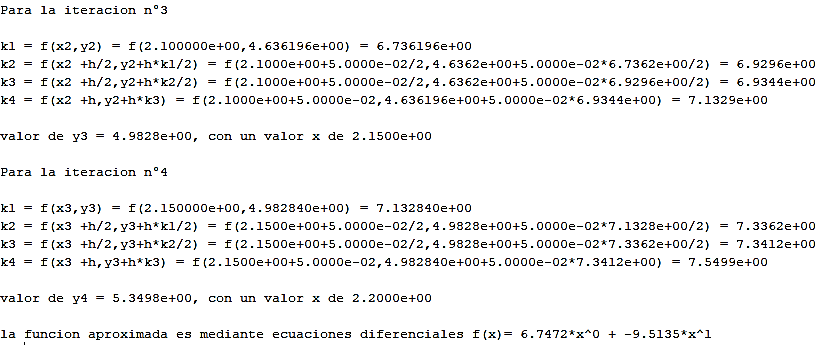 Para la iteracion n°3
k1 = f(x2,y2) = f(2.100000e+00,4.636196e+00) = 6.736196e+00
k2 = f(x2 +h/2,y2+h*k1/2) = f(2.1000e+00+5.0000e-02/2,4.6362e+00+5.0000e-02*6.7362e+00/2) = 6.9296e+00
k3 = f(x2 +h/2,y2+h*k2/2) = f(2.1000e+00+5.0000e-02/2,4.6362e+00+5.0000e-02*6.9296e+00/2) = 6.9344e+00
k4 = f(x2 +h,y2+h*k3) = f(2.1000e+00+5.0000e-02,4.636196e+00+5.0000e-02*6.9344e+00) = 7.1329e+00
valor de y3 = 4.9828e+00, con un valor x de 2.1500e+00
Para la iteracion n°4
k1 = f(x3,y3) = f(2.150000e+00,4.982840e+00) = 7.132840e+00
k2 = f(x3 +h/2,y3+h*k1/2) = f(2.1500e+00+5.0000e-02/2,4.9828e+00+5.0000e-02*7.1328e+00/2) = 7.3362e+00
k3 = f(x3 +h/2,y3+h*k2/2) = f(2.1500e+00+5.0000e-02/2,4.9828e+00+5.0000e-02*7.3362e+00/2) = 7.3412e+00
k4 = f(x3 +h,y3+h*k3) = f(2.1500e+00+5.0000e-02,4.982840e+00+5.0000e-02*7.3412e+00) = 7.5499e+00
valor de y4 = 5.3498e+00, con un valor x de 2.2000e+00
la funcion aproximada es mediante ecuaciones diferenciales f(x)= 6.7472*x^0 + -9.5135*x^1